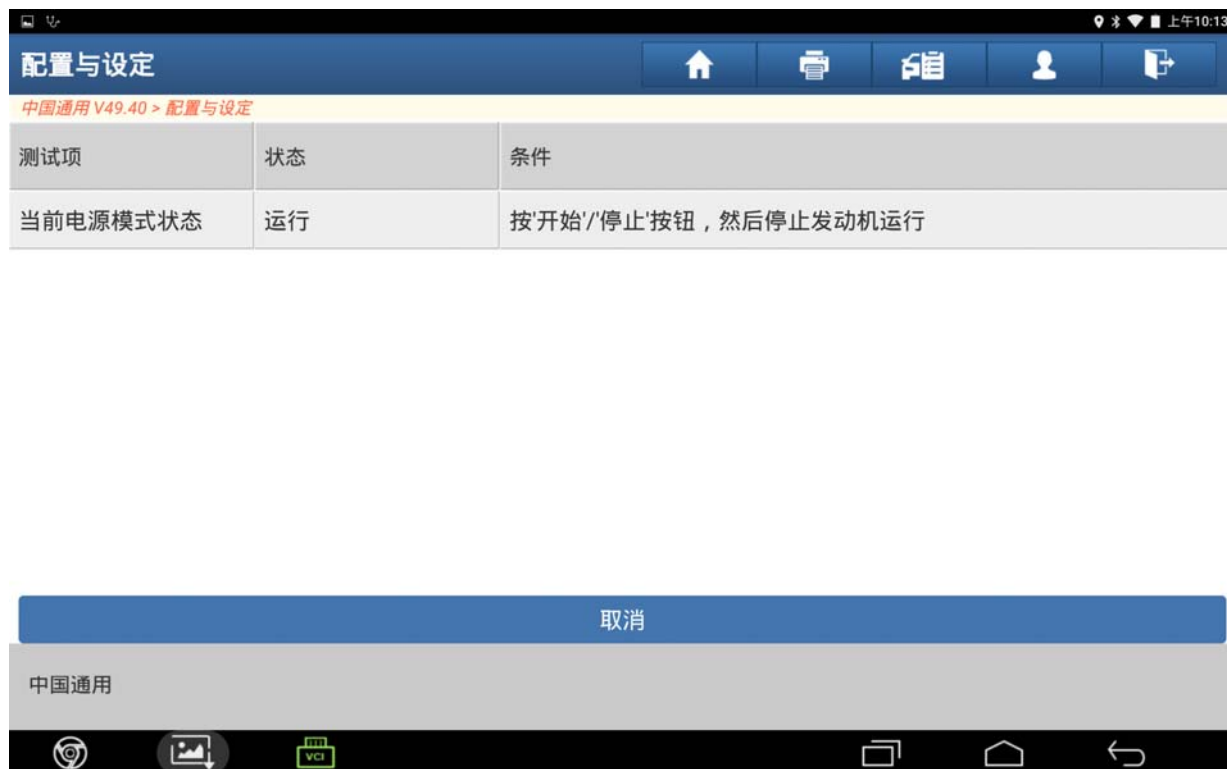 上午10:13
配置与设定
中国通用 V49.40 > 配置与设定
测试项 状态 条件
当前电源模式状态 运行 按'开始'/'停止'按钮，然后停止发动机运行
取消
中国通用
VCI